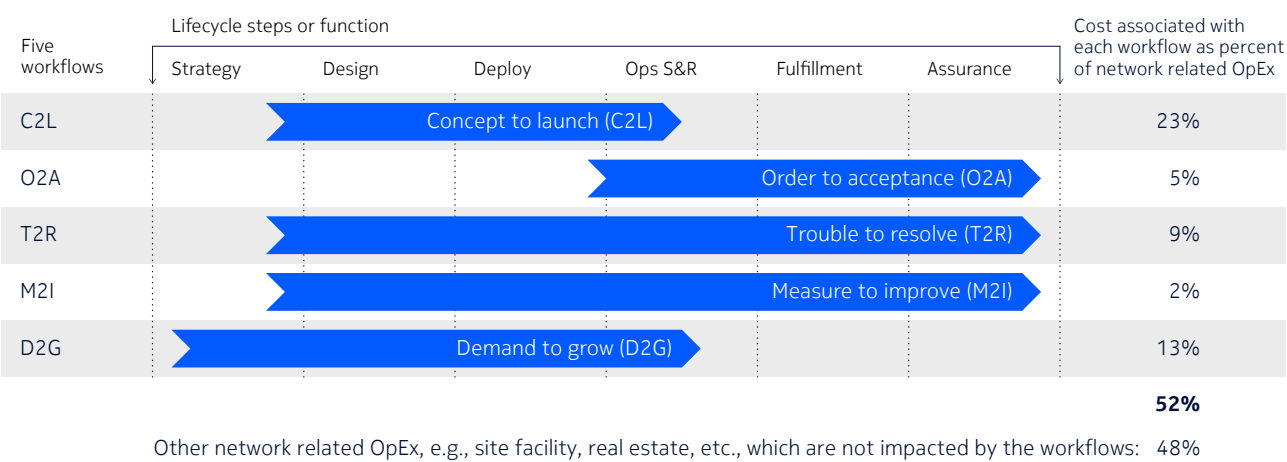 Five
workflows
Lifecycle steps or function
Strategy Design Deploy Ops S&R Fulfillment Assurance
Cost associated with
each workflow as percent
of network related OpEx
C2L Concept to launch (C2L) 23%
O2A Order to acceptance (O2A) 5%
T2R Trouble to resolve (T2R) 9%
M2I Measure to improve (M2I) 2%
D2G Demand to grow (D2G) 13%
52%
Other network related OpEx, e.g., site facility, real estate, etc., which are not impacted by the workflows: 48%